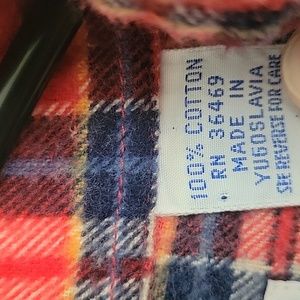 100% COTTON
RN 36469
MADE IN
YUGOSLAVIA
SEE REVERSE FOR CARE